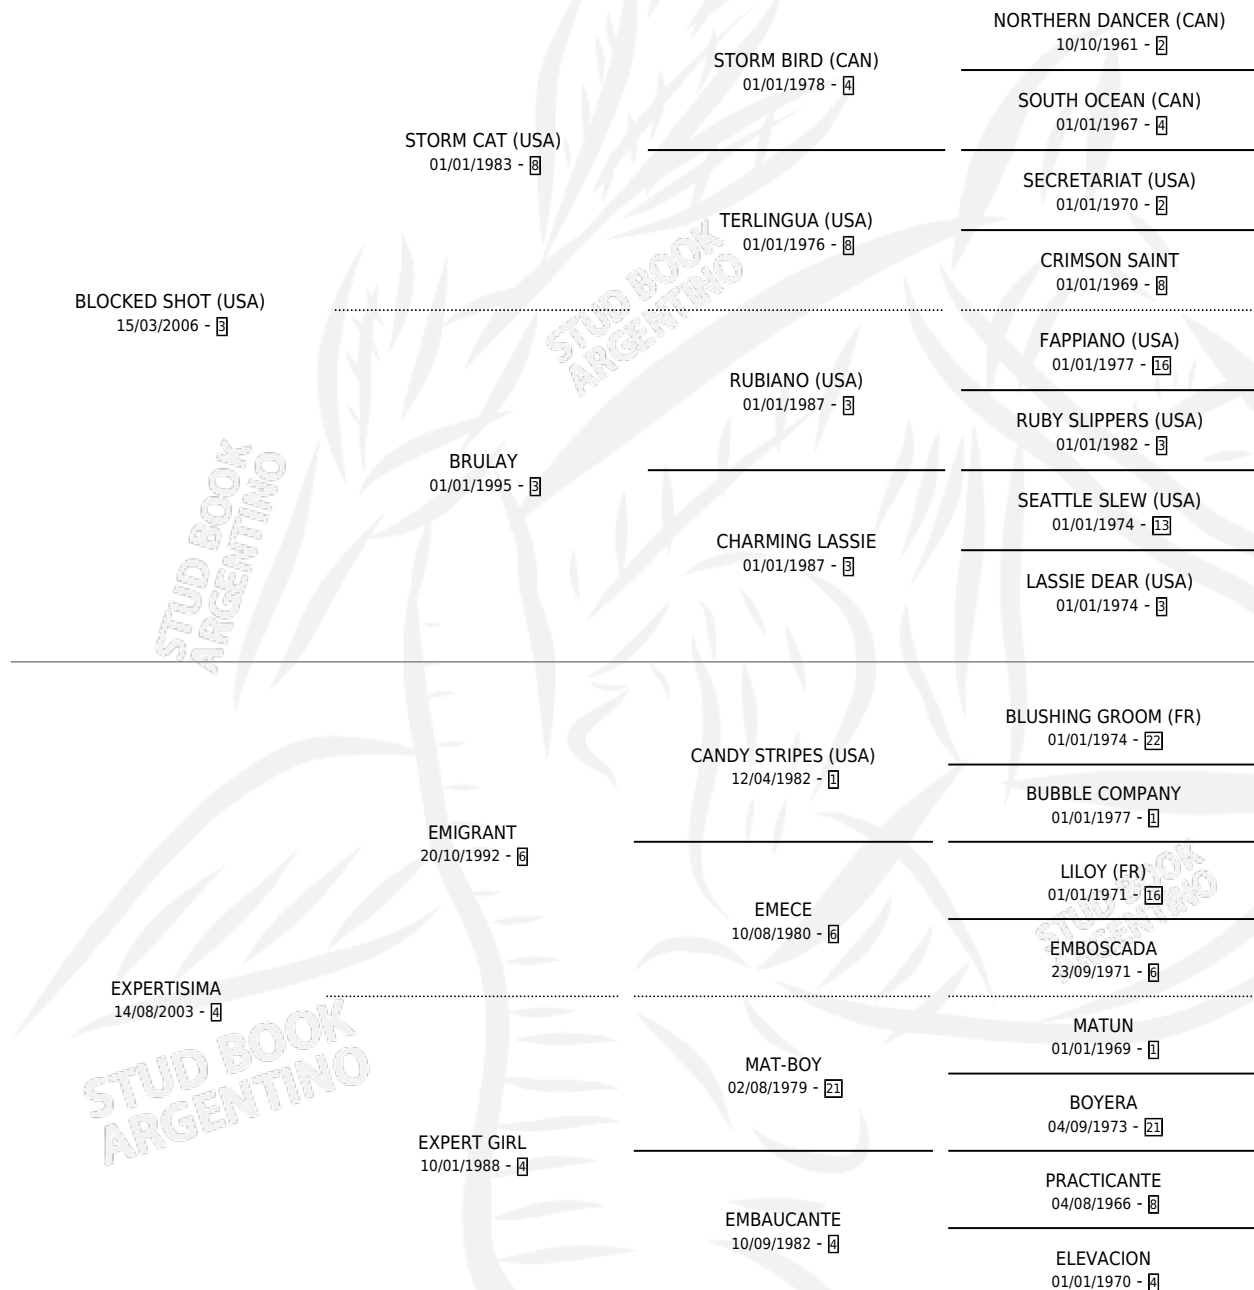 NORTHERN DANCER (CAN)
10/10/1961 - 2
STORM BIRD (CAN)
01/01/1978 - 4
SOUTH OCEAN (CAN)
01/01/1967 - 4
STORM CAT (USA)
01/01/1983 - 8
SECRETARIAT (USA)
01/01/1970 - 2
TERLINGUA (USA)
01/01/1976 - 8
CRIMSON SAINT
01/01/1969 - 8
BLOCKED SHOT (USA)
15/03/2006 - 3
FAPPIANO (USA)
01/01/1977 - 16
RUBIANO (USA)
01/01/1987 - 3
RUBY SLIPPERS (USA)
01/01/1982 - 3
BRULAY
01/01/1995 - 3
SEATTLE SLEW (USA)
01/01/1974 - 13
CHARMING LASSIE
01/01/1987 - 3
LASSIE DEAR (USA)
01/01/1974 - 3
BLUSHING GROOM (FR)
01/01/1974 - 22
CANDY STRIPES (USA)
12/04/1982 - 1
BUBBLE COMPANY
01/01/1977 - 1
EMIGRANT
20/10/1992 - 6
LILOY (FR)
01/01/1971 - 16
EMECE
10/08/1980 - 6
EMBOSCADA
23/09/1971 - 6
EXPERTISIMA
14/08/2003 - 4
MATUN
01/01/1969 - 1
MAT-BOY
02/08/1979 - 21
BOYERA
04/09/1973 - 21
EXPERT GIRL
10/01/1988 - 4
PRACTICANTE
04/08/1966 - 8
EMBAUCANTE
10/09/1982 - 4
ELEVACION
01/01/1970 - 4
STUD BOOK
ARGENTINO
STUD BOOK
ARGENTINO
STUD BOOK
ARGENTINO
STUD BOOK
ARGENTINO